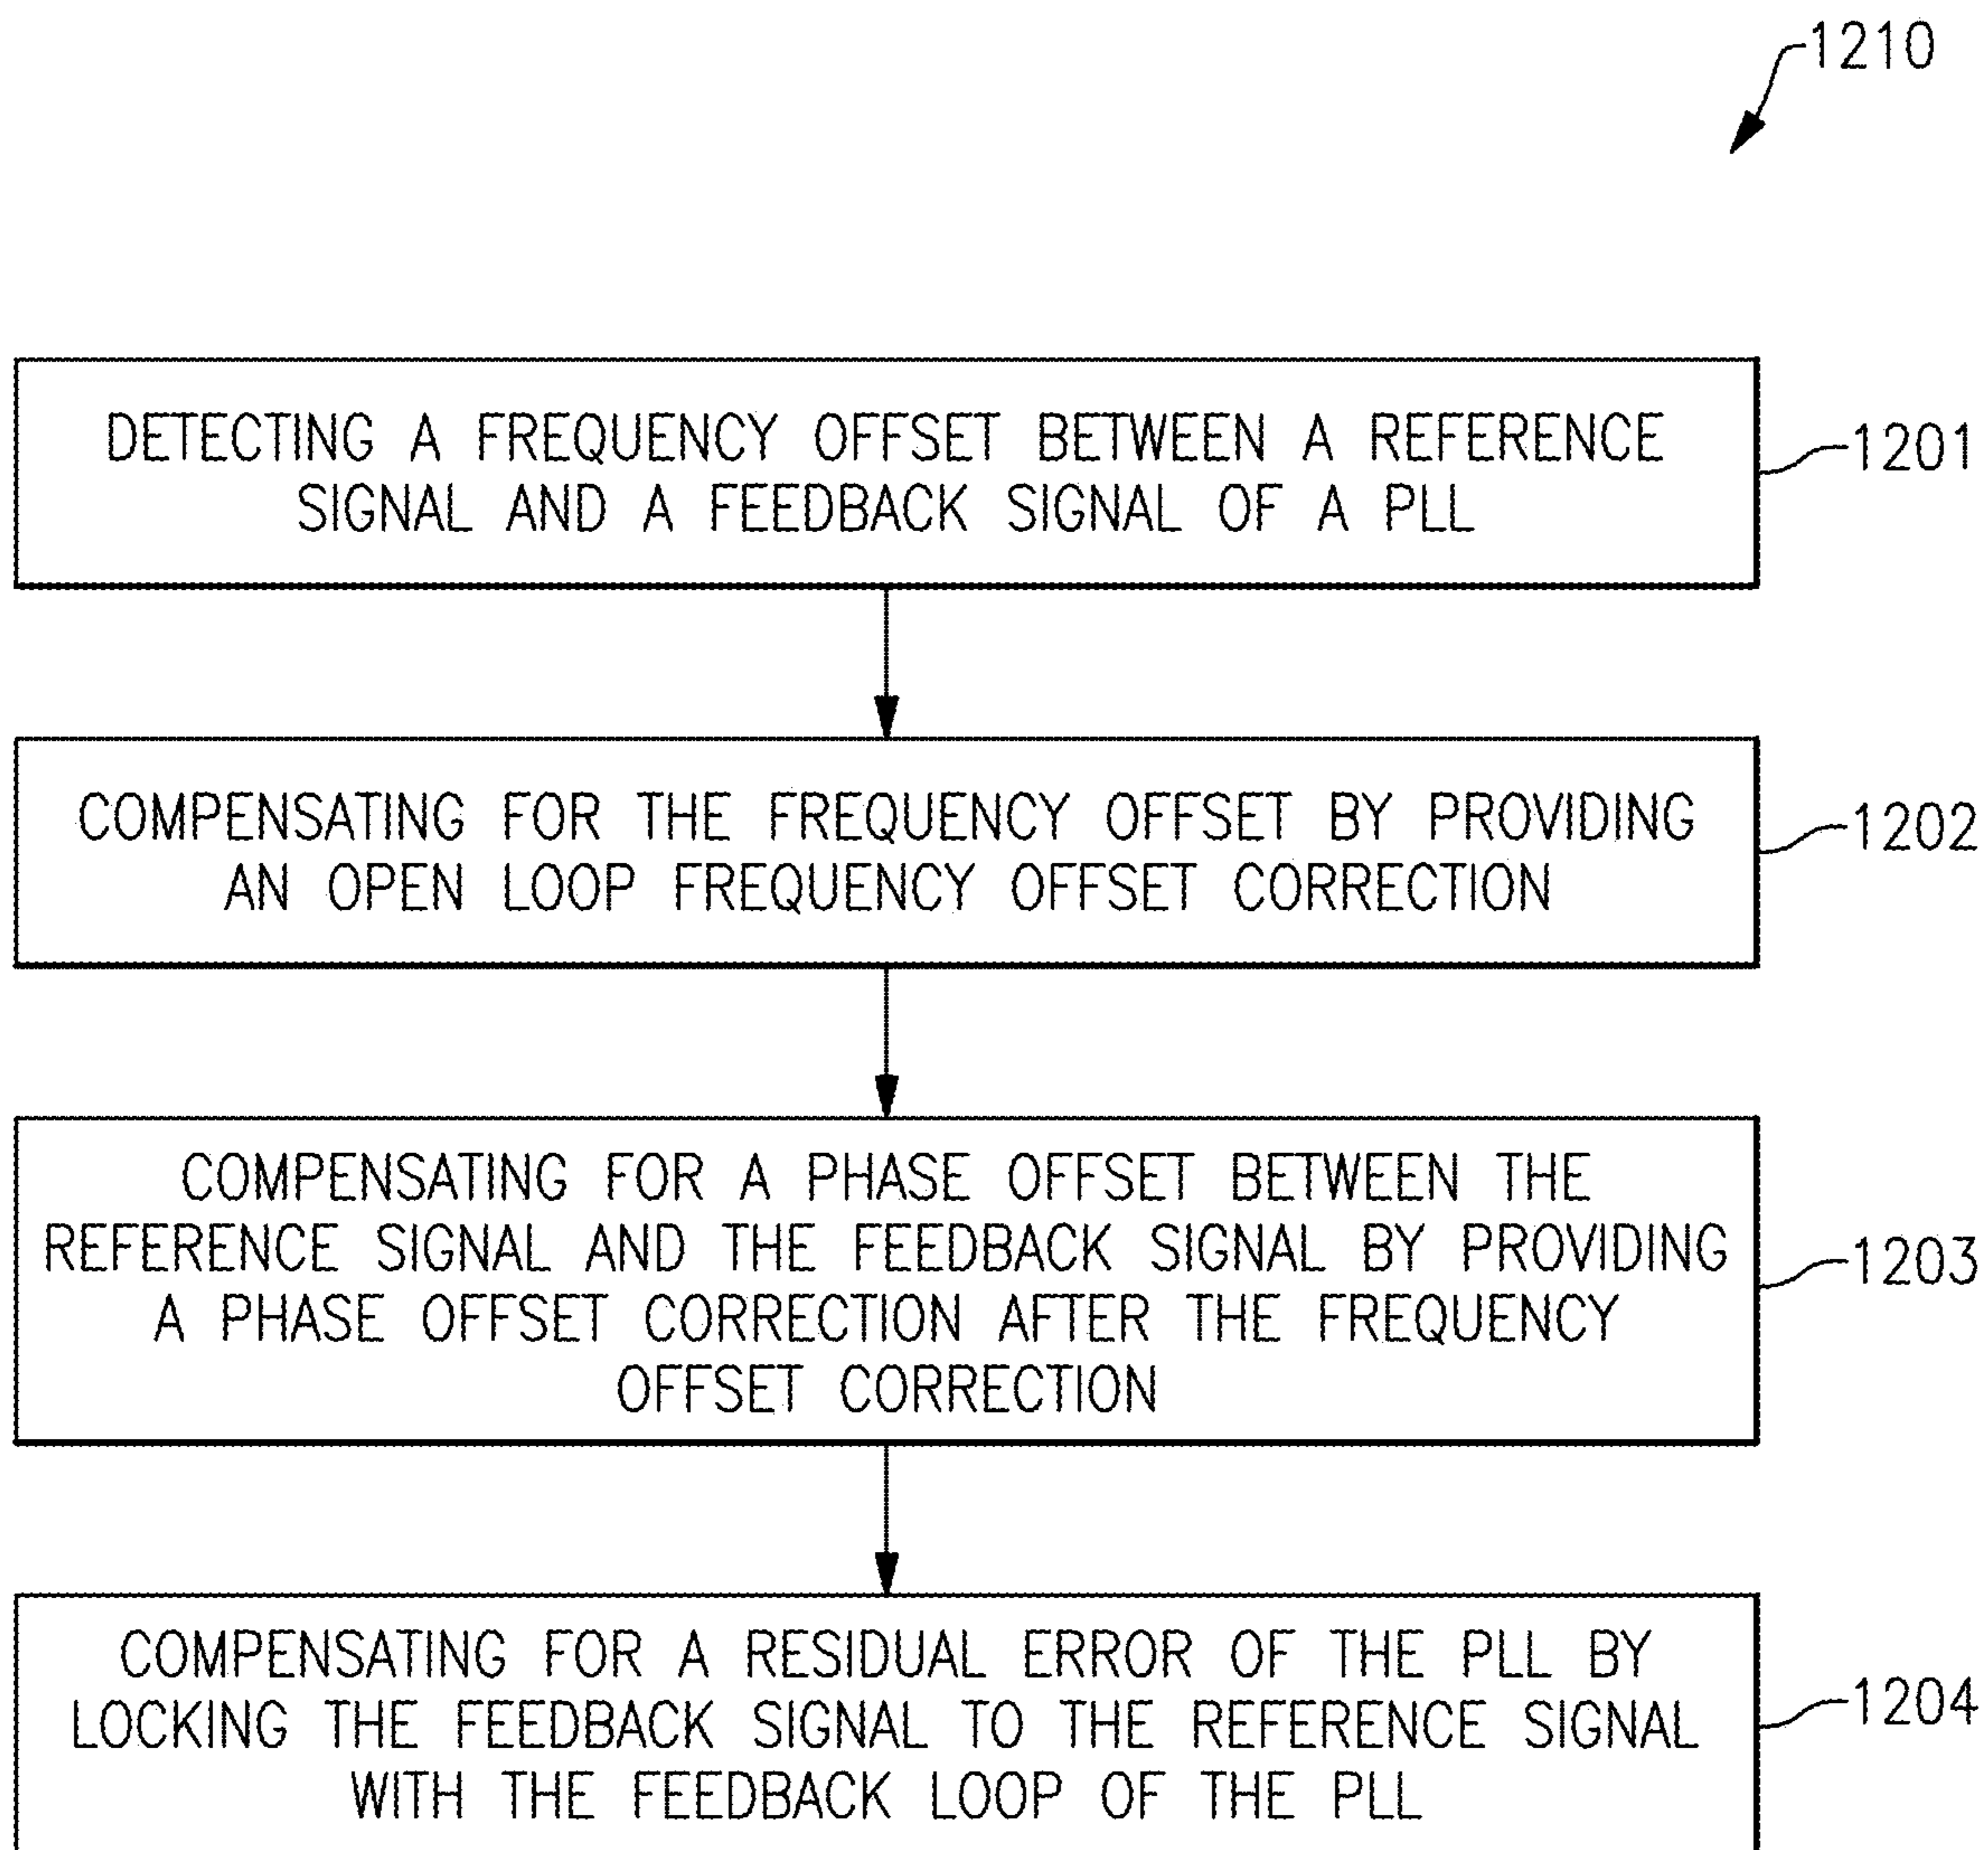 1210
DETECTING A FREQUENCY OFFSET BETWEEN A REFERENCE
SIGNAL AND A FEEDBACK SIGNAL OF A PLL
1201
COMPENSATING FOR THE FREQUENCY OFFSET BY PROVIDING
AN OPEN LOOP FREQUENCY OFFSET CORRECTION
1202
COMPENSATING FOR A PHASE OFFSET BETWEEN THE
REFERENCE SIGNAL AND THE FEEDBACK SIGNAL BY PROVIDING
A PHASE OFFSET CORRECTION AFTER THE FREQUENCY
OFFSET CORRECTION
1203
COMPENSATING FOR A RESIDUAL ERROR OF THE PLL BY
LOCKING THE FEEDBACK SIGNAL TO THE REFERENCE SIGNAL
WITH THE FEEDBACK LOOP OF THE PLL
1204